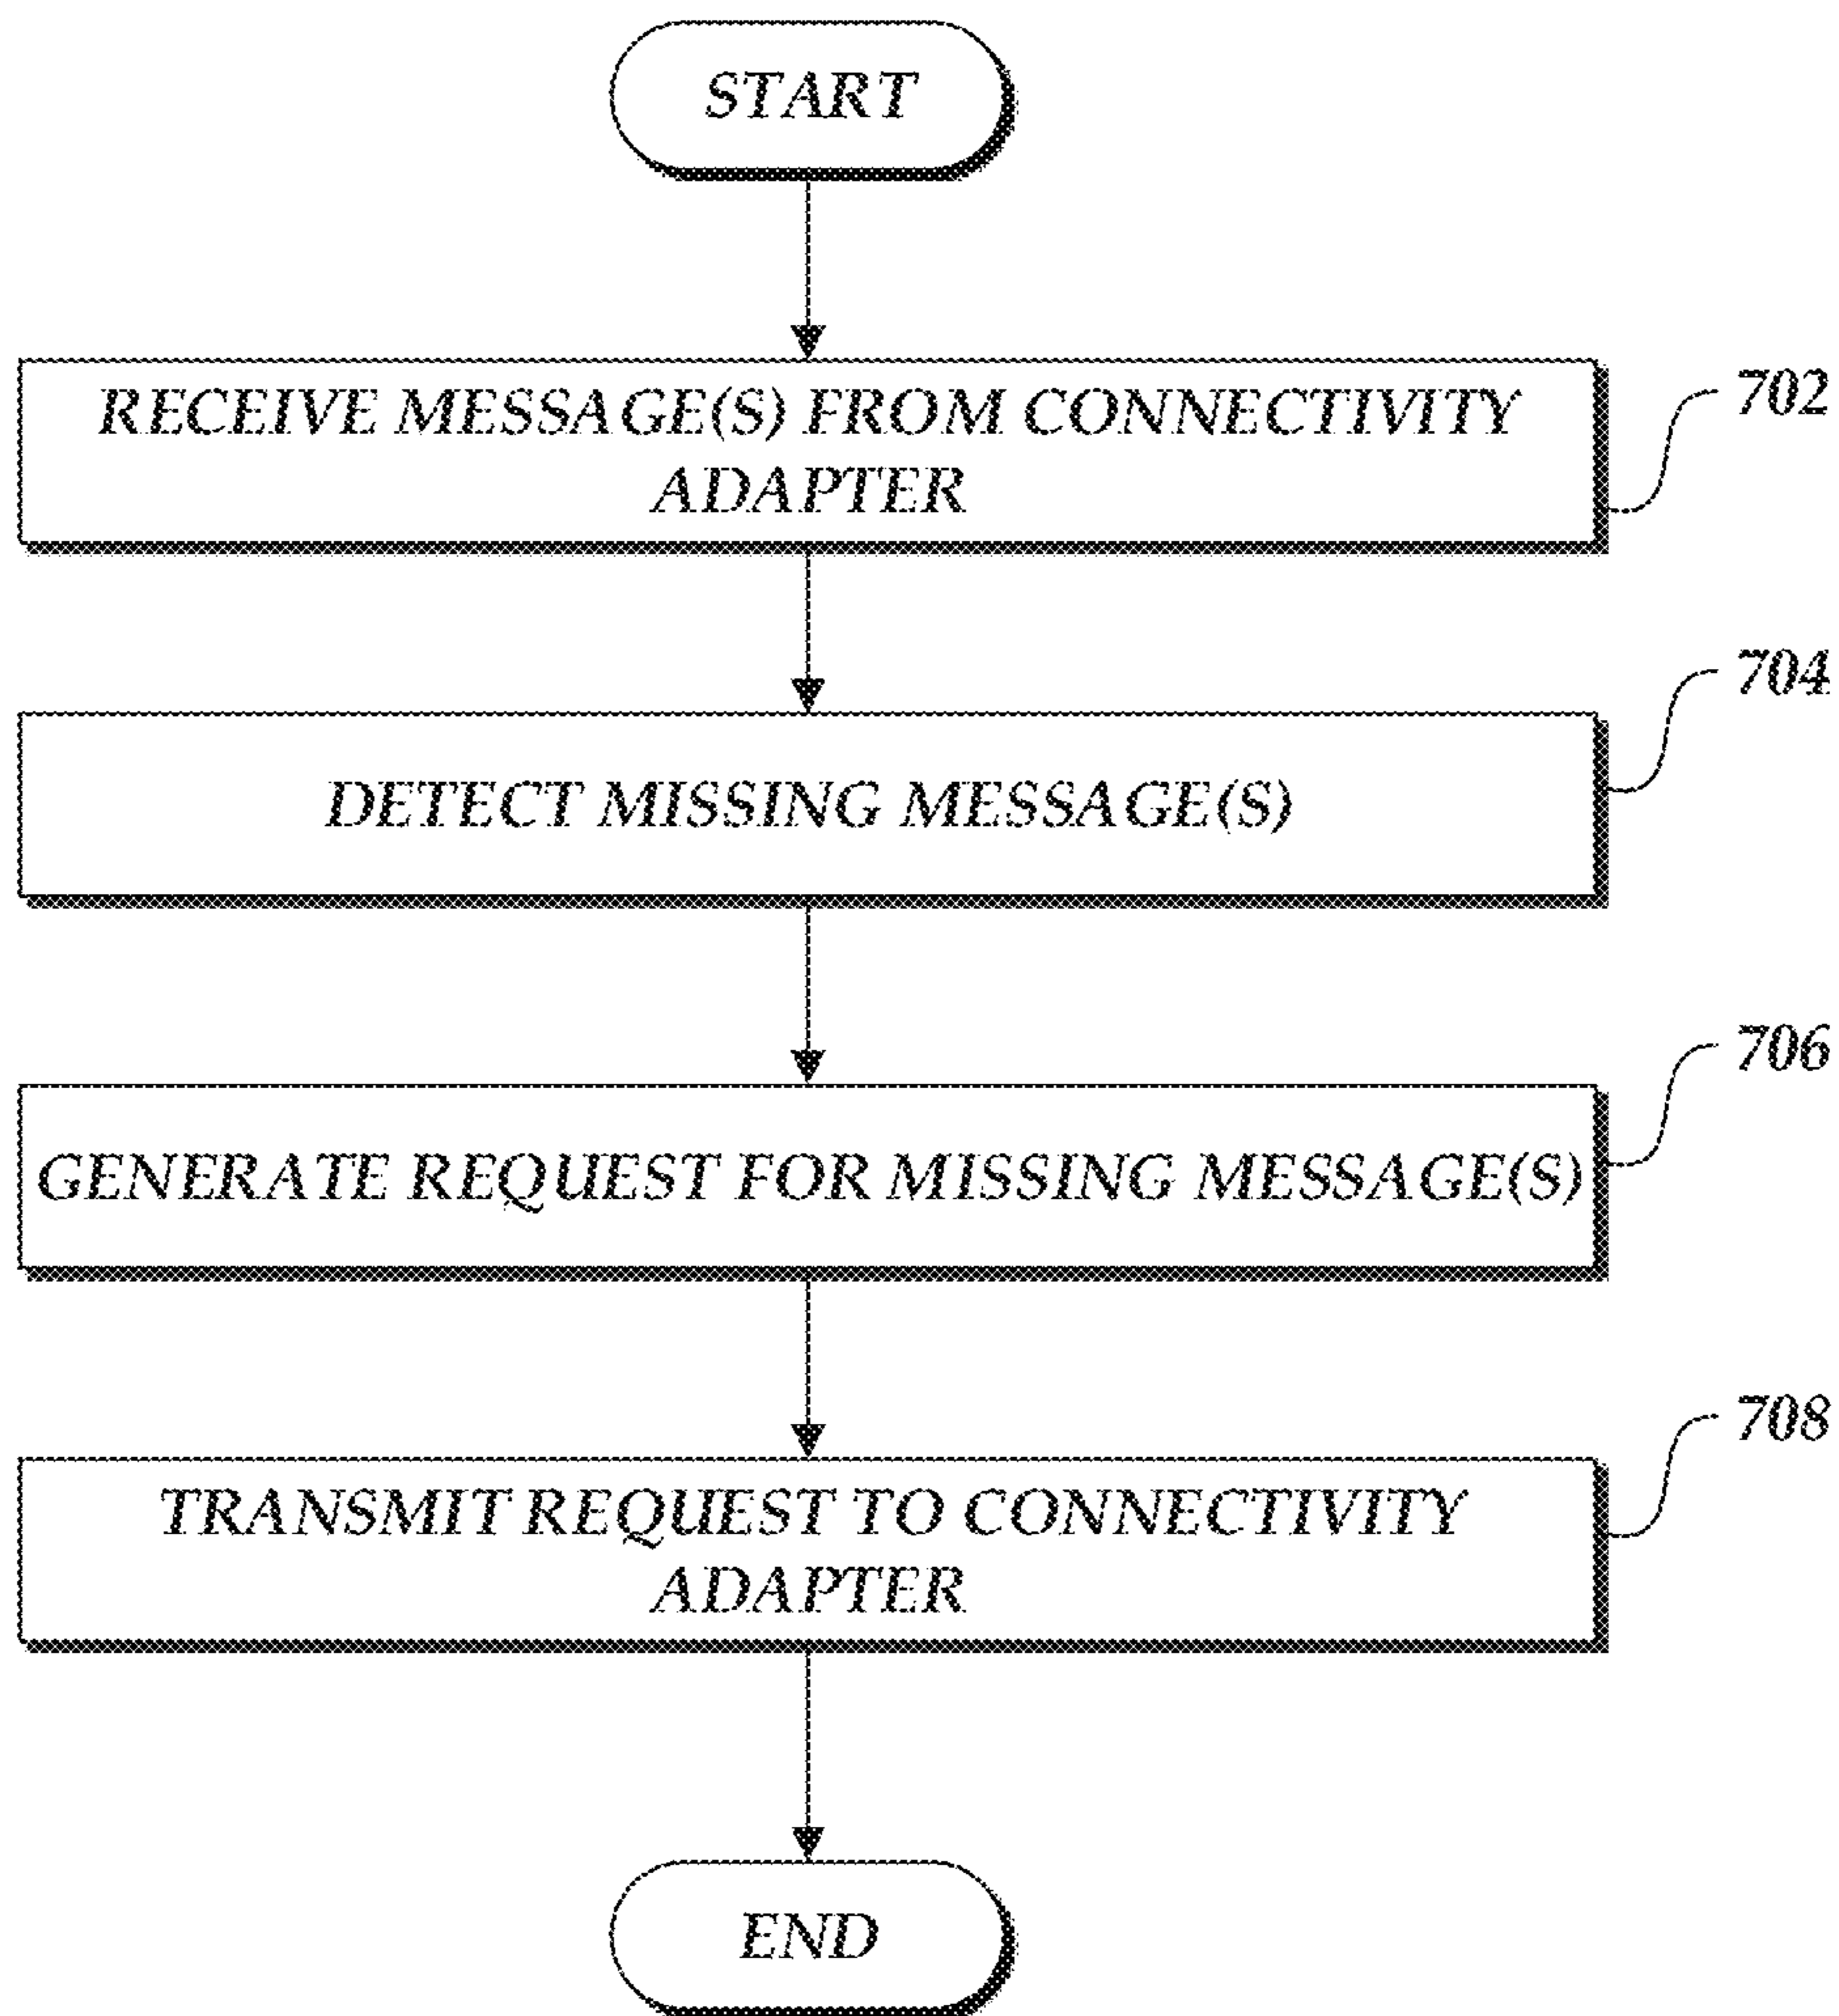 START
RECEIVE MESSAGE(S) FROM CONNECTIVITY
ADAPTER
702
DETECT MISSING MESSAGE(S)
704
GENERATE REQUEST FOR MISSING MESSAGE(S)
706
TRANSMIT REQUEST TO CONNECTIVITY
ADAPTER
708
END